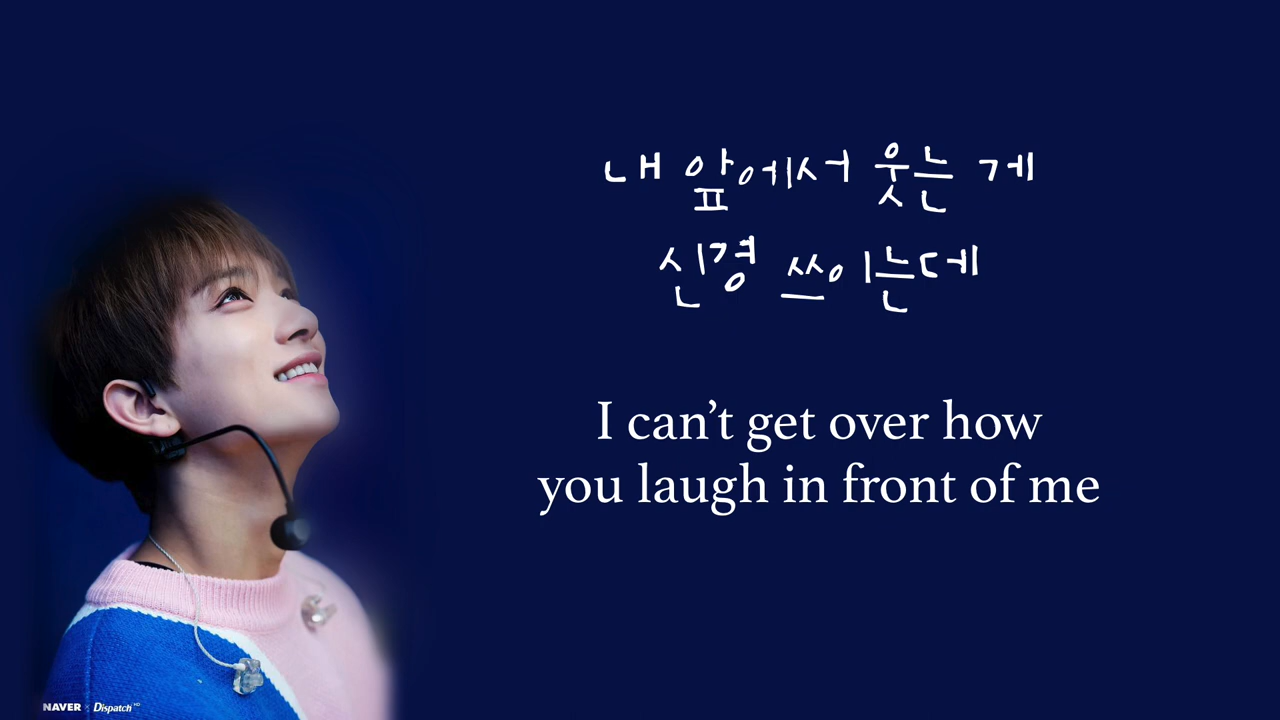 내 앞에서 웃는 게
신경 쓰이는데
I can’t get over how
you laugh in front of me
NAVER x Dispatch HD